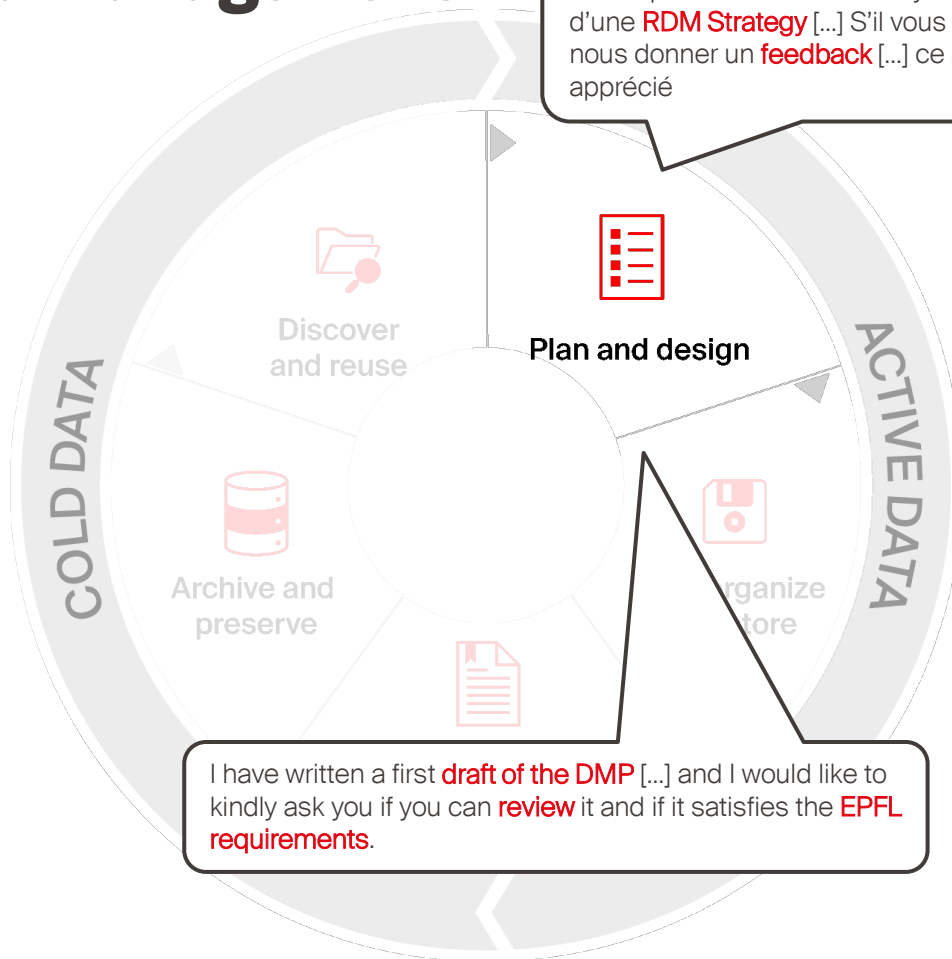 d'une RDM Strategy [...] S'il vous
nous donner un feedback [...] ce
apprécié
Discover
and reuse
Plan and design
COLD DATA
ACTIVE DATA
Archive and
preserve
rganize
tore
I have written a first draft of the DMP [...] and I would like to
kindly ask you if you can review it and if it satisfies the EPFL
requirements.